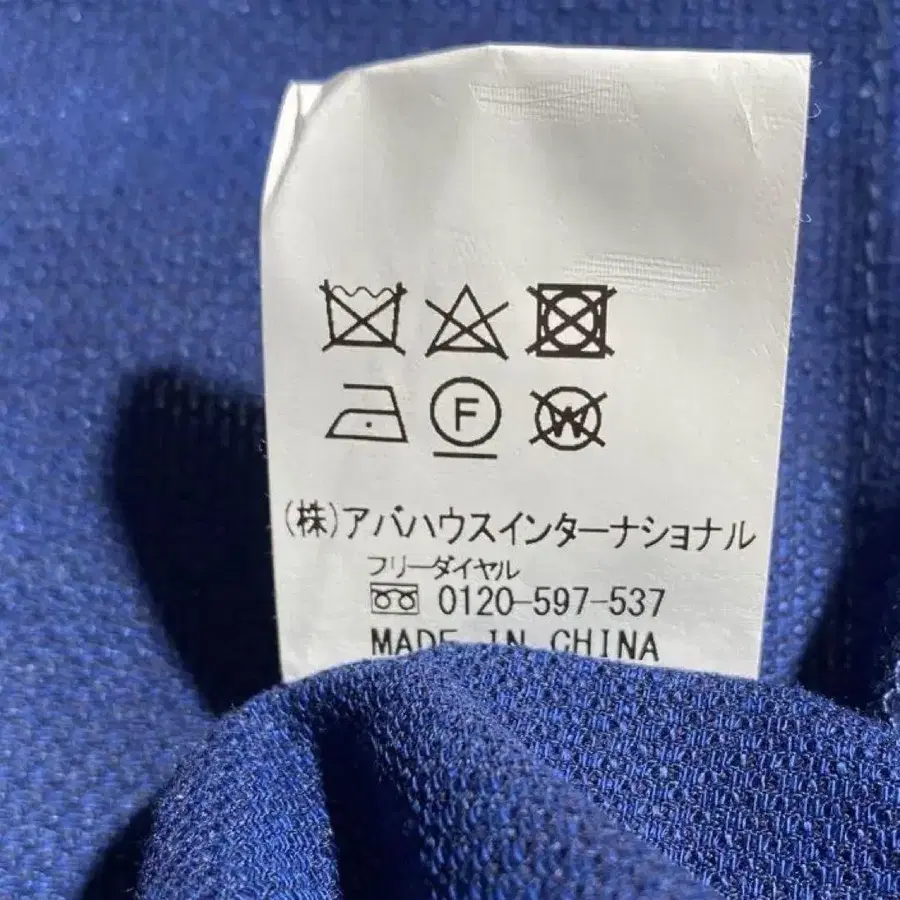 F
W
(株)アバハウスインターナショナル
フリーダイヤル
0120-597-537
MADE IN CHINA